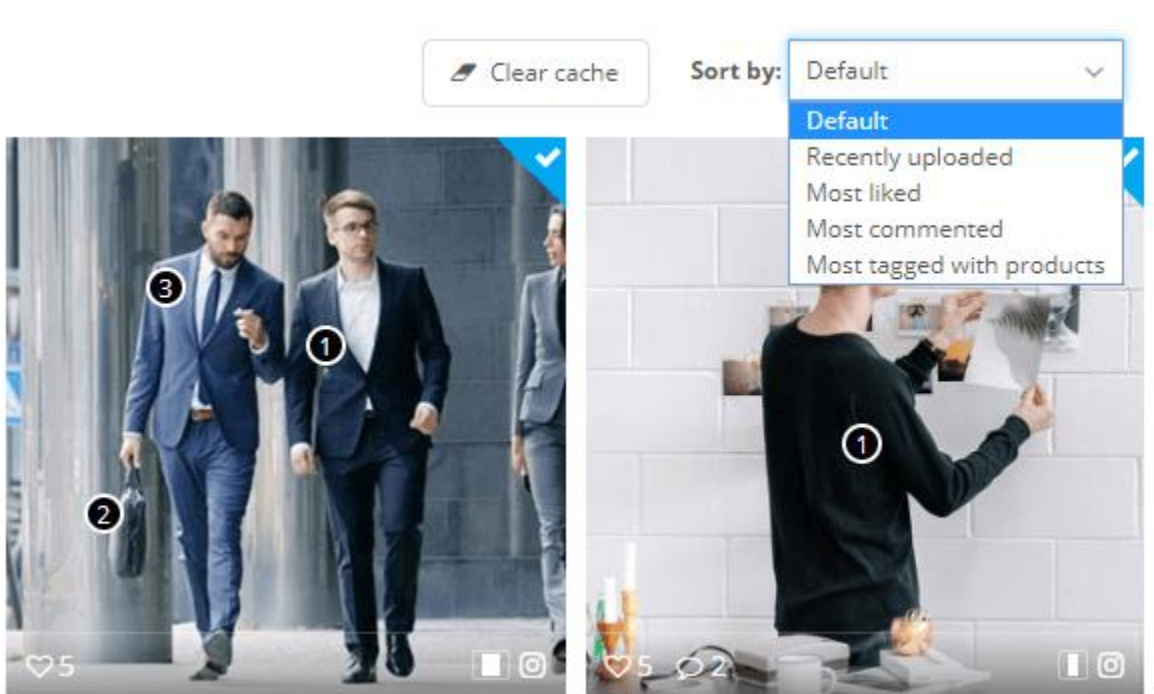 Clear cache
Sort by: Default
Default
Recently uploaded
Most liked
Most commented
Most tagged with products
3
1
2
1
5
5 2